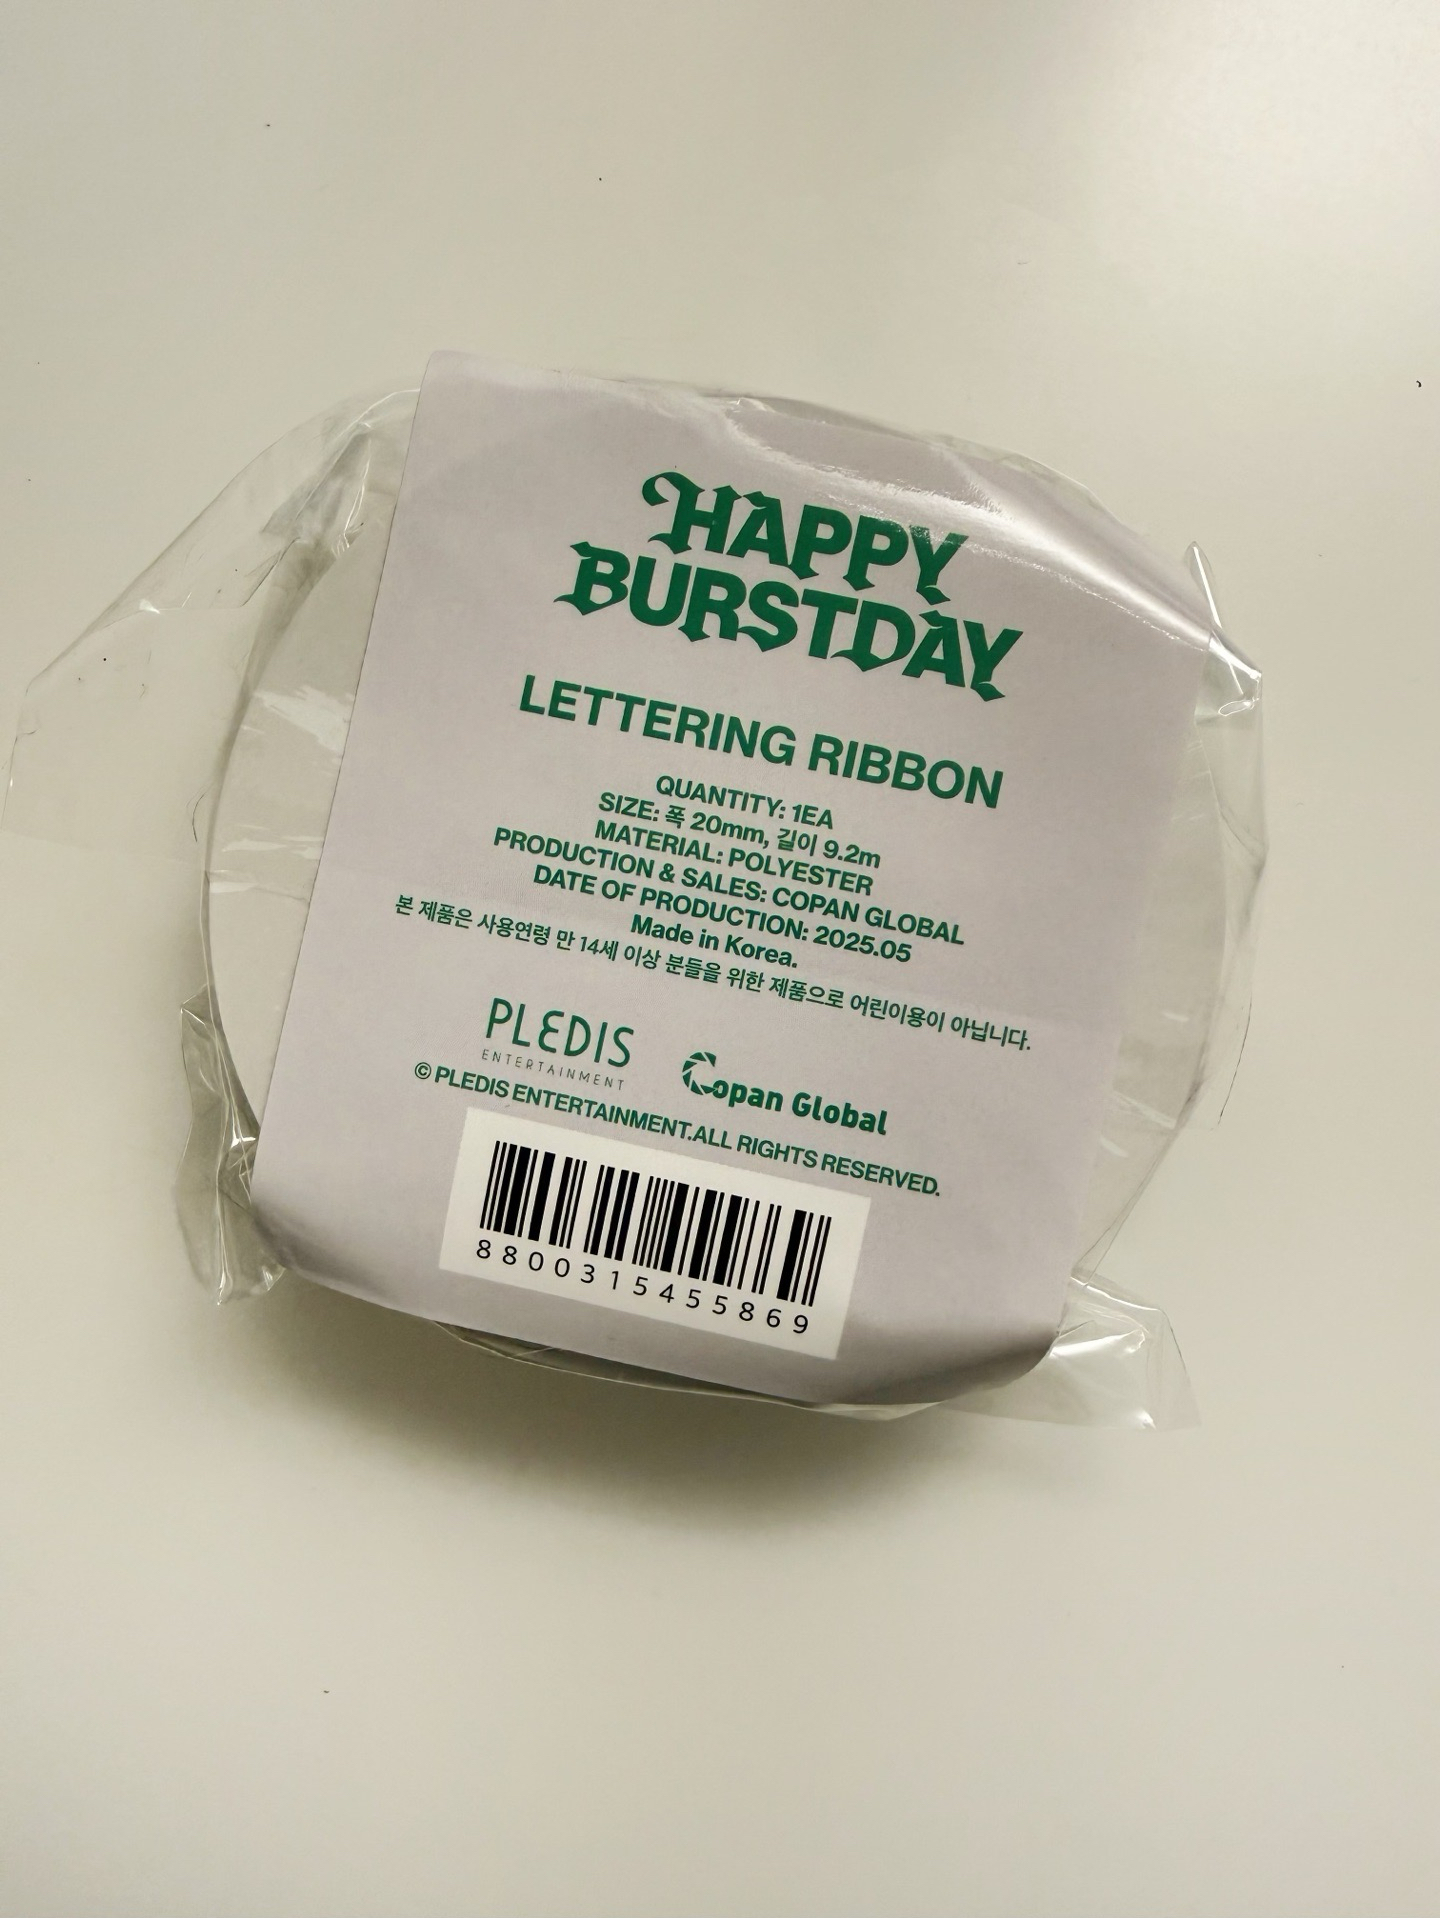 HAPPY
BURSTDAY
LETTERING RIBBON
QUANTITY: 1EA
SIZE: 폭 20mm, 길이 9.2m
MATERIAL: POLYESTER
PRODUCTION & SALES: COPAN GLOBAL
DATE OF PRODUCTION: 2025.05
Made in Korea.
본 제품은 사용연령 만 14세 이상 분들을 위한 제품으로 어린이용이 아닙니다.
PLEDIS
ENTERTAINMENT
Copan Global
© PLEDIS ENTERTAINMENT.ALL RIGHTS RESERVED.
8800315455869